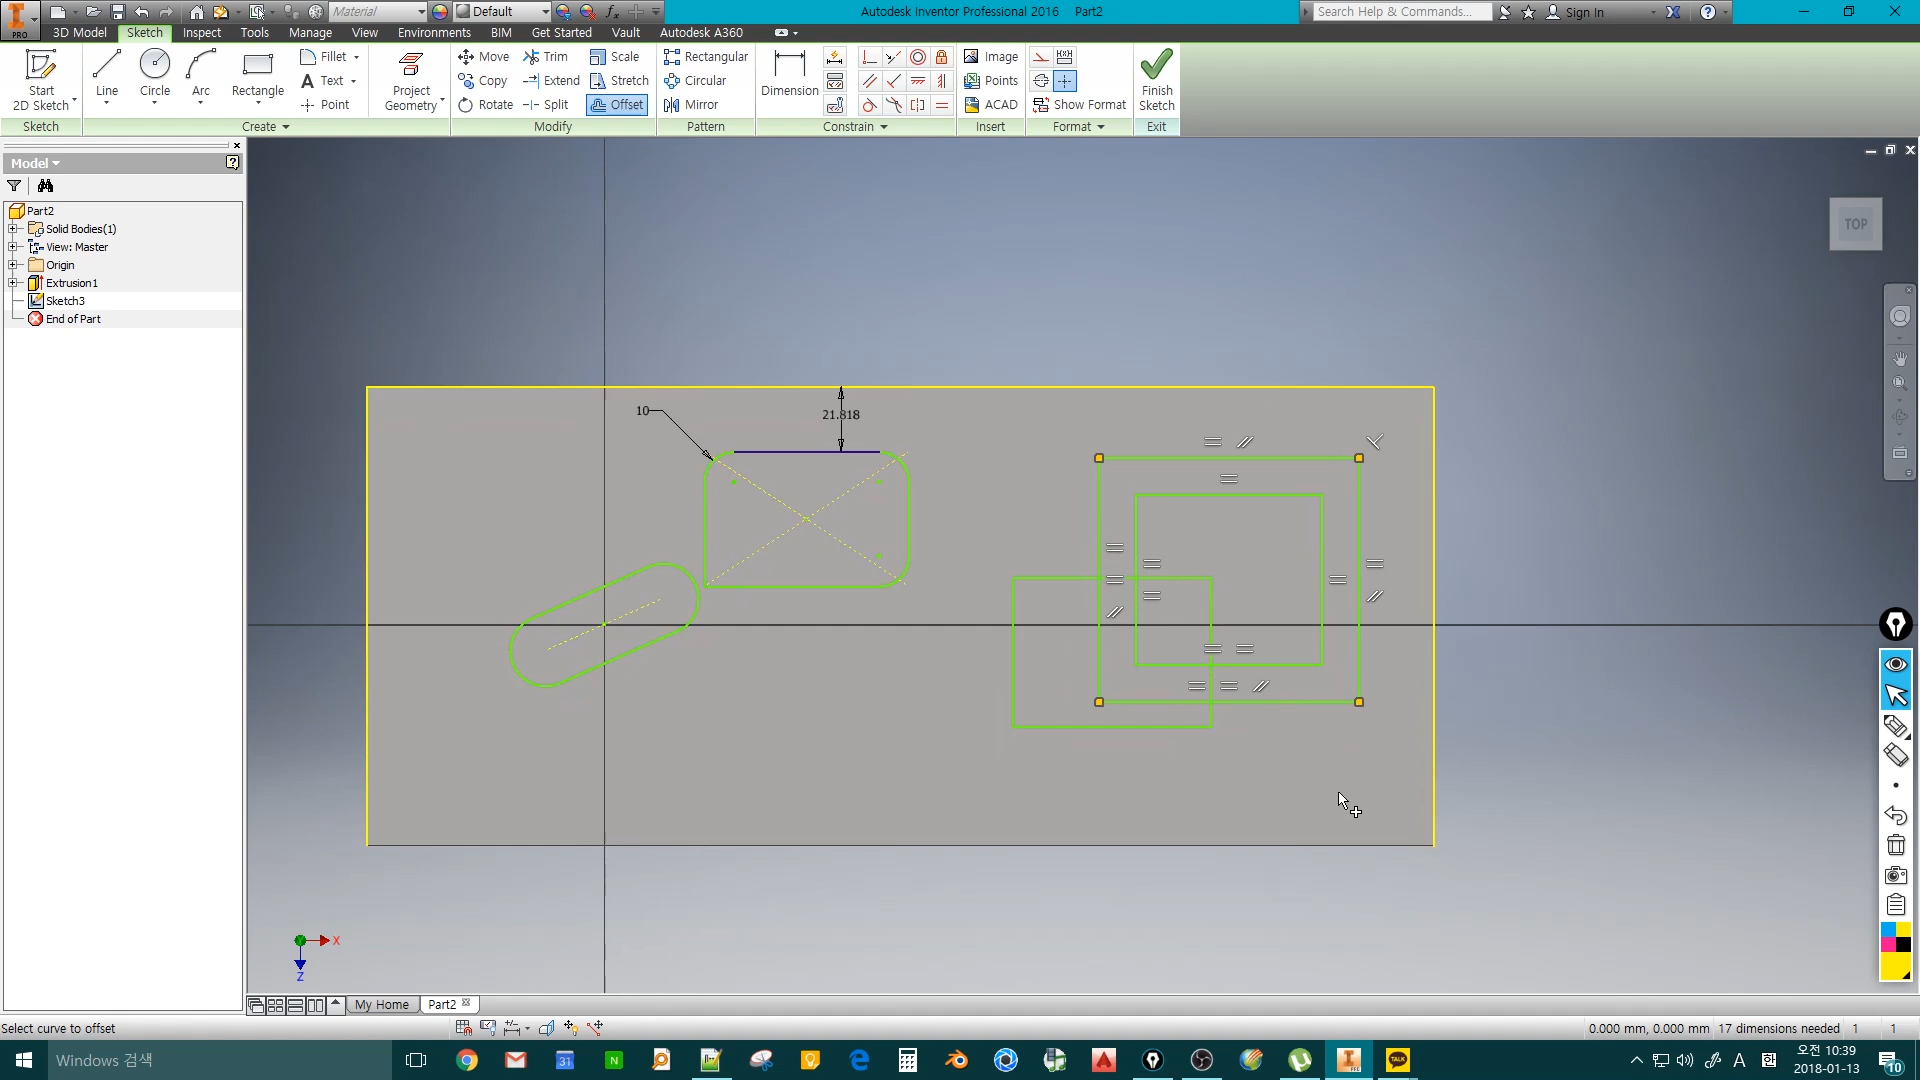 Material
Default
Autodesk Inventor Professional 2016 Part2
Search Help & Commands...
Sign In
PRO
3D Model Sketch Inspect Tools Manage View Environments BIM Get Started Vault Autodesk A360
Start
2D Sketch
Line
Circle
Arc
Rectangle
Fillet
Text
Point
Project
Geometry
Move
Copy
Rotate
Trim
Extend
Split
Scale
Stretch
Offset
Rectangular
Circular
Mirror
Dimension
Image
Points
ACAD
Show Format
Finish
Sketch
Sketch Create Modify Pattern Constrain Insert Format Exit
Model
Part2
Solid Bodies(1)
View: Master
Origin
Extrusion1
Sketch3
End of Part
TOP
10
21.818
X
Z
My Home Part2
Select curve to offset
0.000 mm, 0.000 mm 17 dimensions needed 1 1
Windows 검색
31
N
TALK
A
오전 10:39
2018-01-13
10